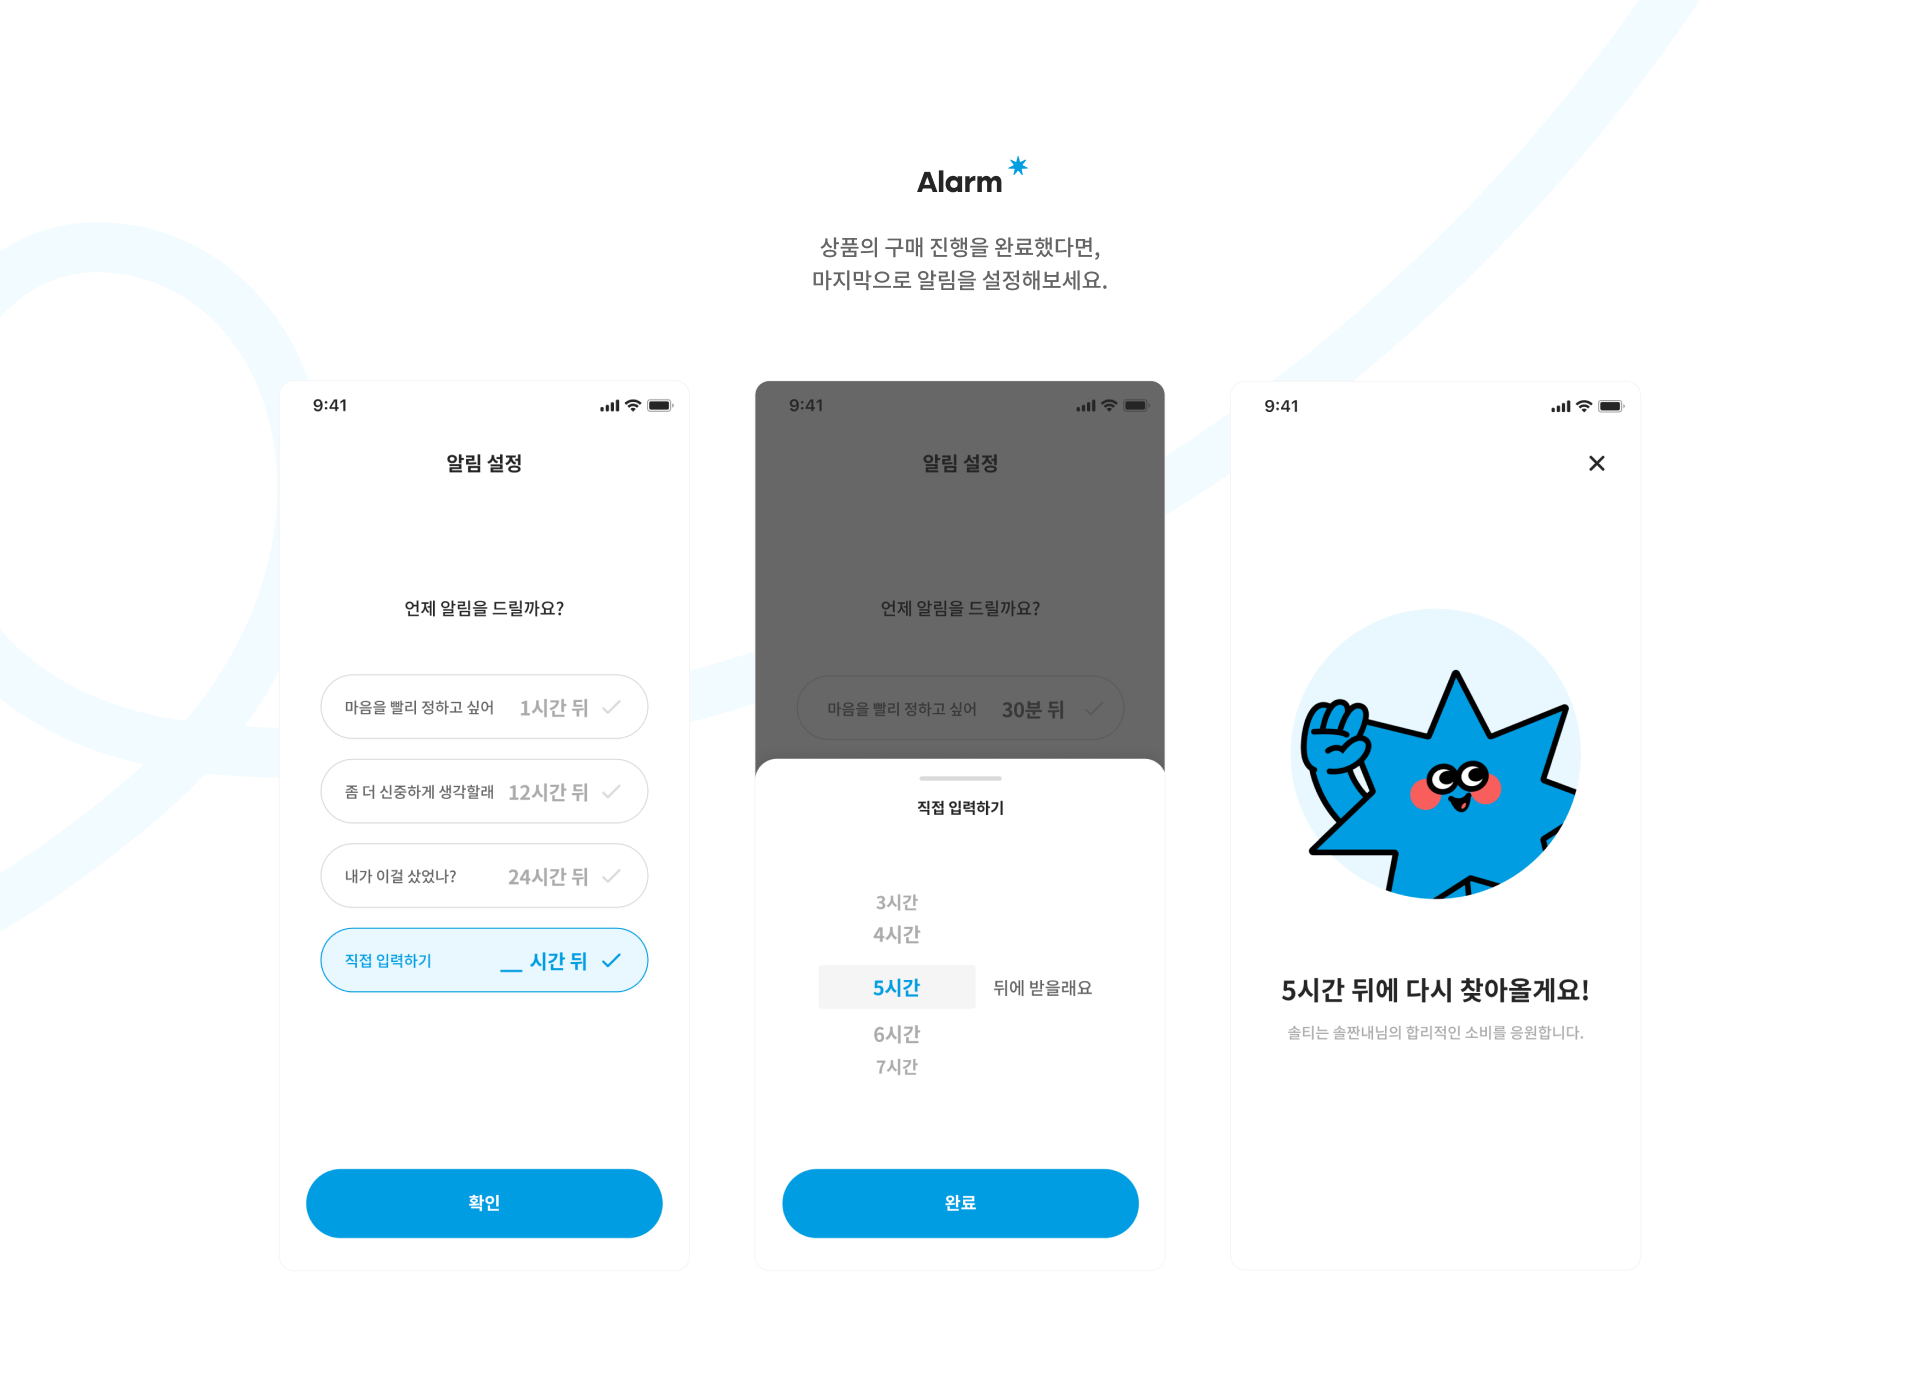 Alarm
상품의 구매 진행을 완료했다면,
마지막으로 알림을 설정해보세요.
9:41
알림 설정
언제 알림을 드릴까요?
마음을 빨리 정하고 싶어 1시간 뒤
좀 더 신중하게 생각할래 12시간 뒤
내가 이걸 샀었나? 24시간 뒤
직접 입력하기 __ 시간 뒤
확인
9:41
알림 설정
언제 알림을 드릴까요?
마음을 빨리 정하고 싶어 30분 뒤
직접 입력하기
3시간
4시간
5시간 뒤에 받을래요
6시간
7시간
완료
9:41
5시간 뒤에 다시 찾아올게요!
솔티는 솔짠내님의 합리적인 소비를 응원합니다.